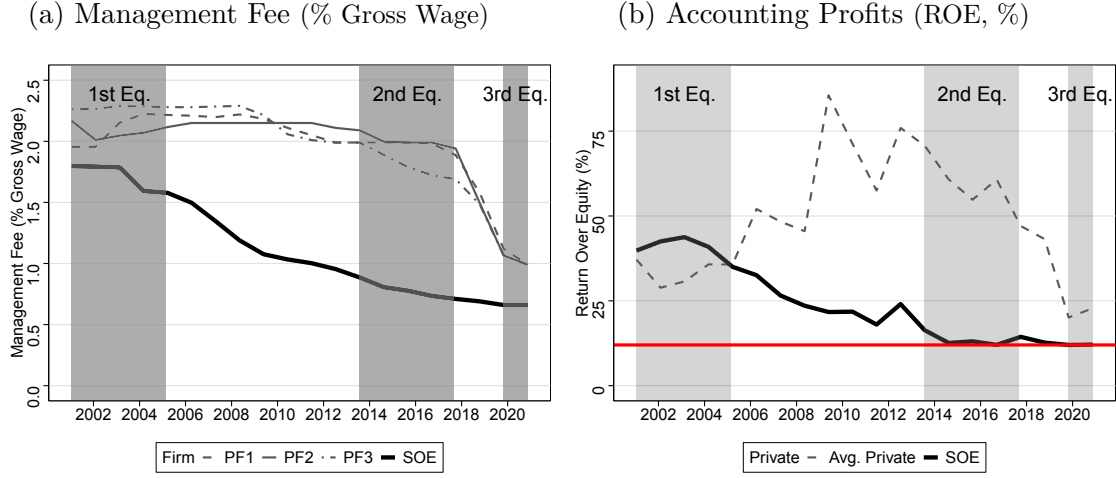 (a) Management Fee (% Gross Wage)
Management Fee (% Gross Wage)
2.5
2.0
1.5
1.0
0.5
0.0
1st Eq.
2nd Eq.
3rd Eq.
2002 2004 2006 2008 2010 2012 2014 2016 2018 2020
Firm PF1 PF2 PF3 SOE
(b) Accounting Profits (ROE, %)
Return Over Equity (%)
75
50
25
0
1st Eq.
2nd Eq.
3rd Eq.
2002 2004 2006 2008 2010 2012 2014 2016 2018 2020
Private Avg. Private SOE